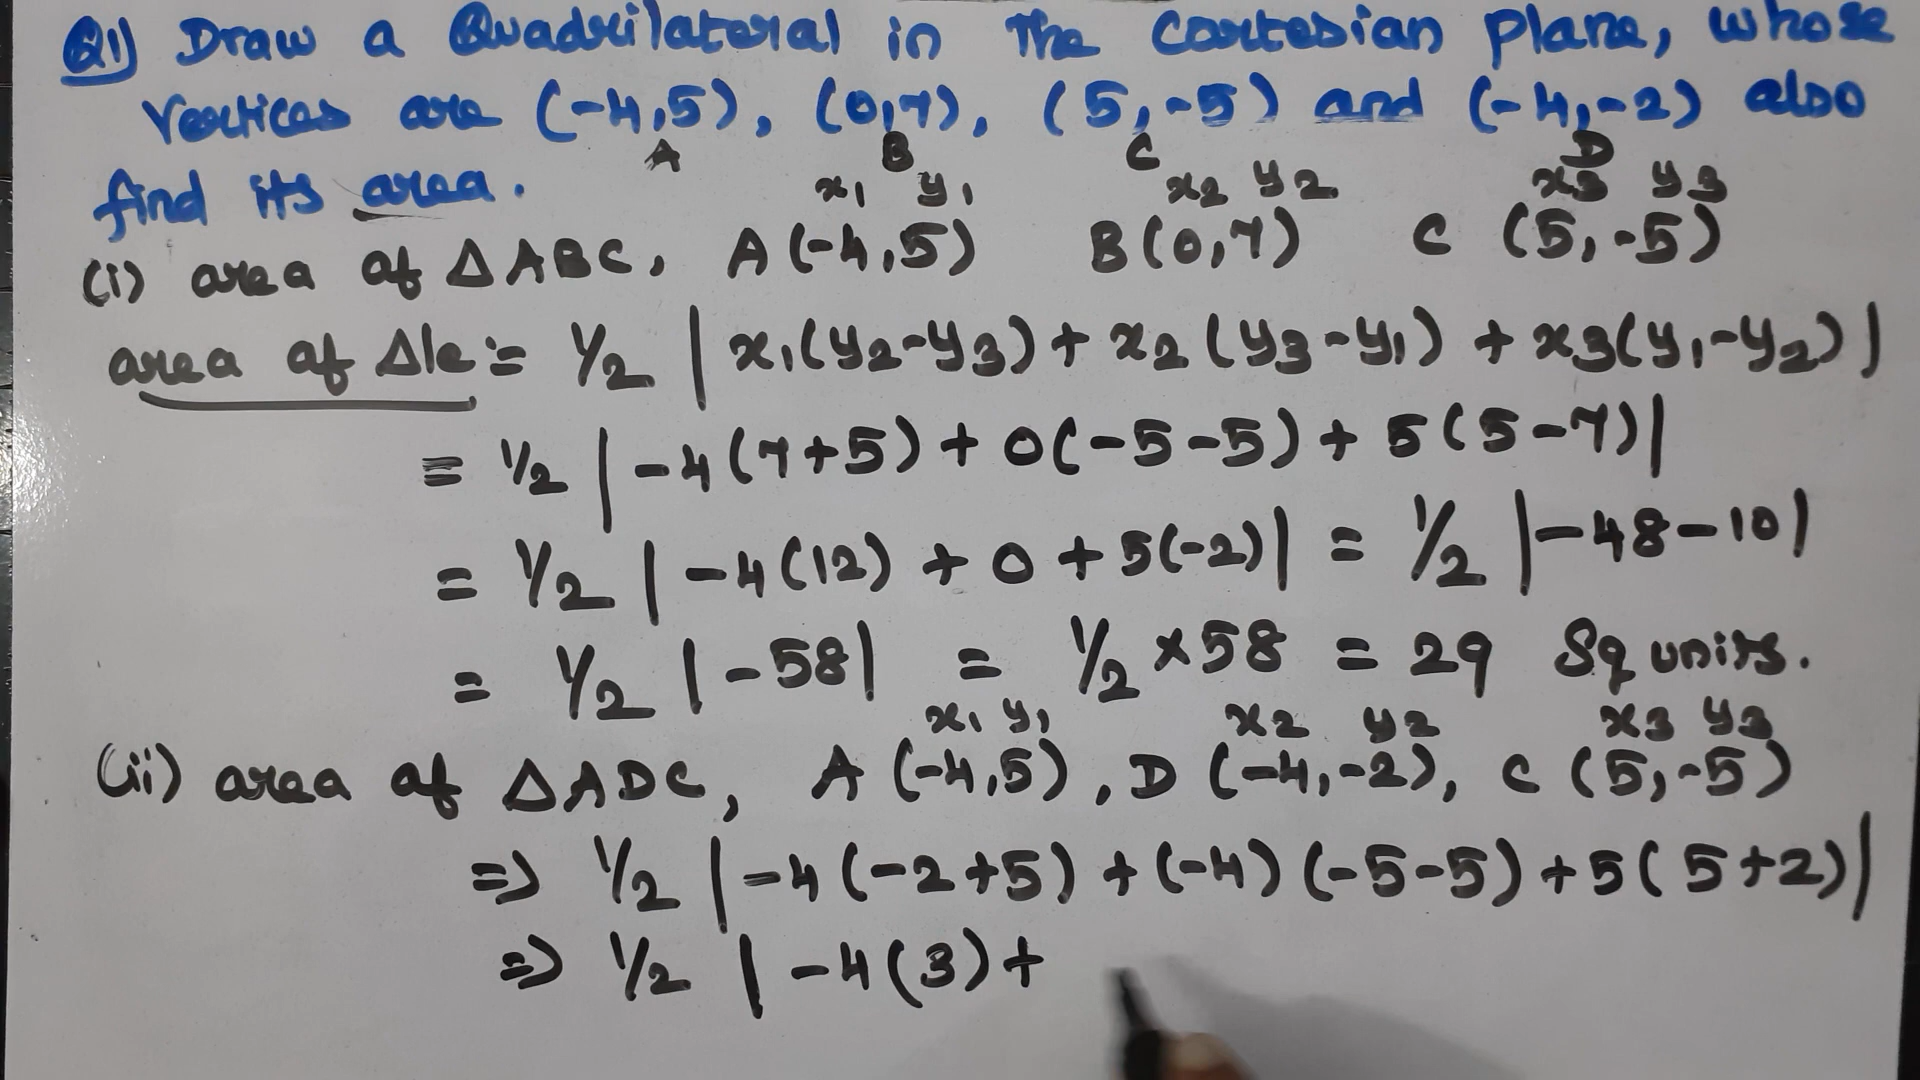 Q1) Draw a Quadrilateral in the Cartesian plane, whose
vertices are (-4,5), (0,7), (5,-5) and (-4,-2) also
A B C D
find its area.
x1 y1 x2 y2 x3 y3
(i) area of ΔABC, A(-4,5) B(0,7) C (5,-5)
area of Δle = 1/2 | x1(y2-y3) + x2(y3-y1) + x3(y1-y2) |
= 1/2 | -4(7+5) + 0(-5-5) + 5(5-7) |
= 1/2 | -4(12) + 0 + 5(-2) | = 1/2 |-48-10|
= 1/2 |-58| = 1/2 ×58 = 29 Sq units.
x1 y1 x2 y2 x3 y3
(ii) area of ΔADC, A (-4,5), D (-4,-2), C (5,-5)
=> 1/2 | -4(-2+5) + (-4) (-5-5) + 5( 5+2) |
=> 1/2 | -4(3) +